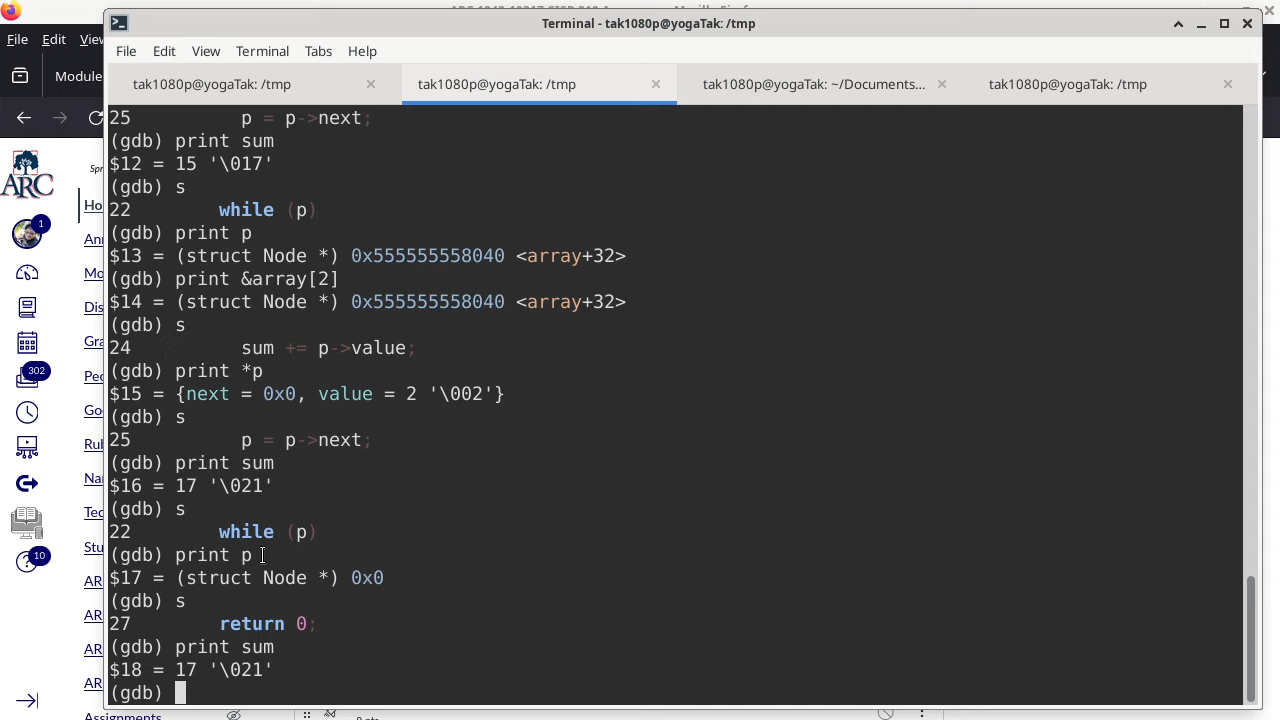 Terminal - tak1080p@yogaTak: /tmp
File Edit View
File Edit View Terminal Tabs Help
Module
tak1080p@yogaTak: /tmp
tak1080p@yogaTak: /tmp
tak1080p@yogaTak: ~/Documents...
tak1080p@yogaTak: /tmp
25 p = p->next;
(gdb) print sum
$12 = 15 '\017'
(gdb) s
22 while (p)
(gdb) print p
$13 = (struct Node *) 0x555555558040 <array+32>
(gdb) print &array[2]
$14 = (struct Node *) 0x555555558040 <array+32>
(gdb) s
24 sum += p->value;
(gdb) print *p
$15 = {next = 0x0, value = 2 '\002'}
(gdb) s
25 p = p->next;
(gdb) print sum
$16 = 17 '\021'
(gdb) s
22 while (p)
(gdb) print p
$17 = (struct Node *) 0x0
(gdb) s
27 return 0;
(gdb) print sum
$18 = 17 '\021'
(gdb)
ARC
1
302
10
Spr
Ho
An
Mo
Dis
Gra
Pe
Go
Rub
Na
Tec
Stu
AR
AR
AR
AR
AR
Assignments